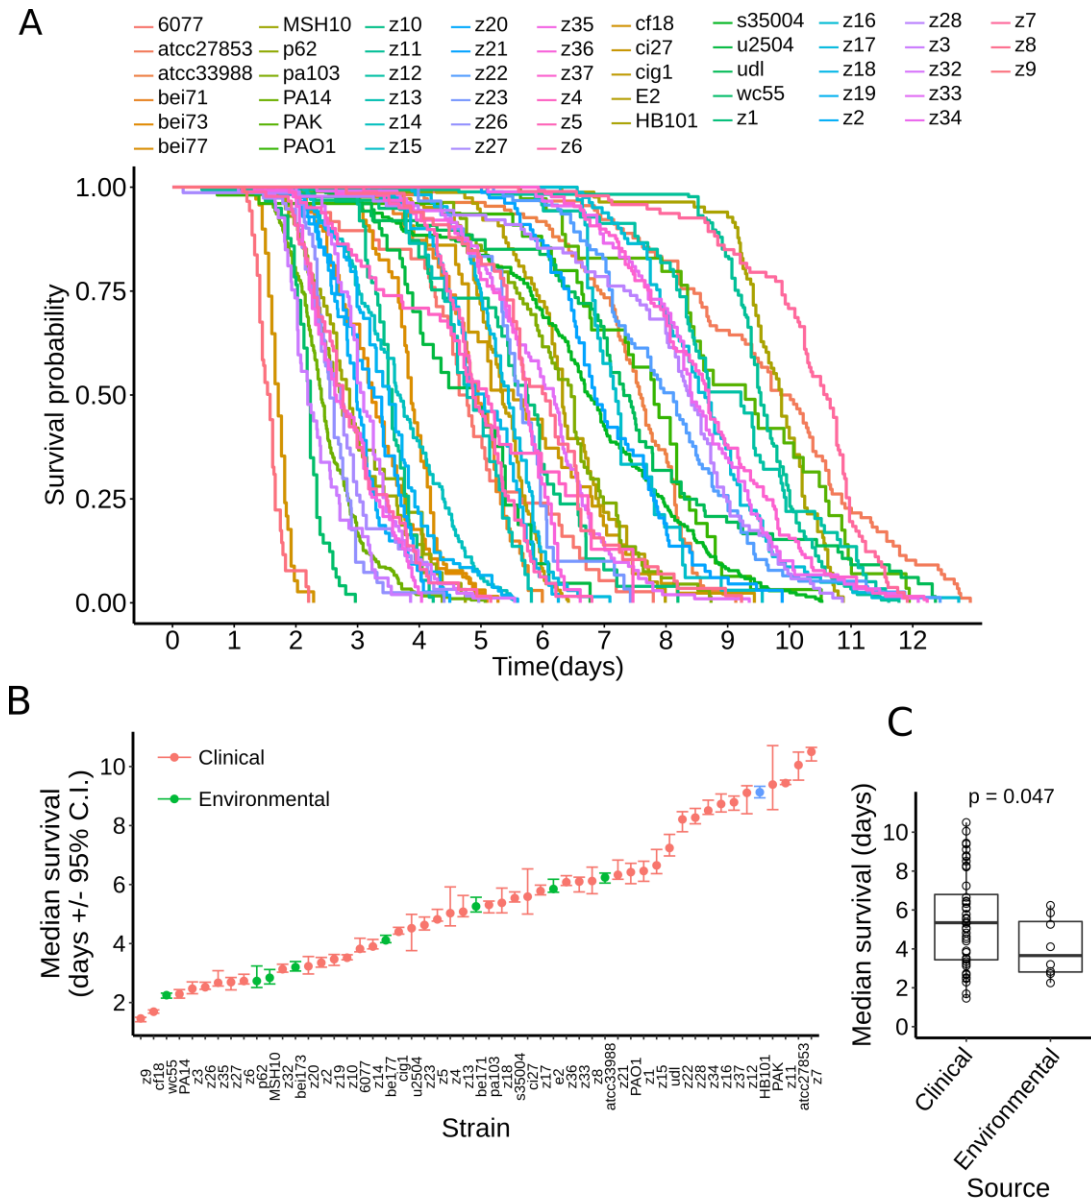 A
6077 MSH10 z10 z20 z35 cf18 s35004 z16 z28 z7
atcc27853 p62 z11 z21 z36 ci27 u2504 z17 z3 z8
atcc33988 pa103 z12 z22 z37 cig1 udl z18 z32 z9
bei71 PA14 z13 z23 z4 E2 wc55 z19 z33
bei73 PAK z14 z26 z5 HB101 z1 z2 z34
bei77 PAO1 z15 z27 z6
Survival probability
1.00
0.75
0.50
0.25
0.00
0 1 2 3 4 5 6 7 8 9 10 11 12
Time(days)
B
Median survival
(days +/- 95% C.I.)
10
8
6
4
2
Clinical
Environmental
z9 cf18 wc55 PA14 z3 z26 z35 z27 z6 p62 MSH10 z32 bei173 z20 z2 z19 z10 6077 z14 be177 cig1 u2504 z23 z5 z4 z13 be171 pa103 z18 s35004 ci27 z17 e2 z36 z33 z8 atcc33988 z21 PAO1 z1 z15 udl z22 z28 z34 z16 z37 z12 HB101 PAK z11 atcc27853 z7
Strain
C
p = 0.047
Median survival (days)
10
8
6
4
2
0
Clinical
Environmental
Source